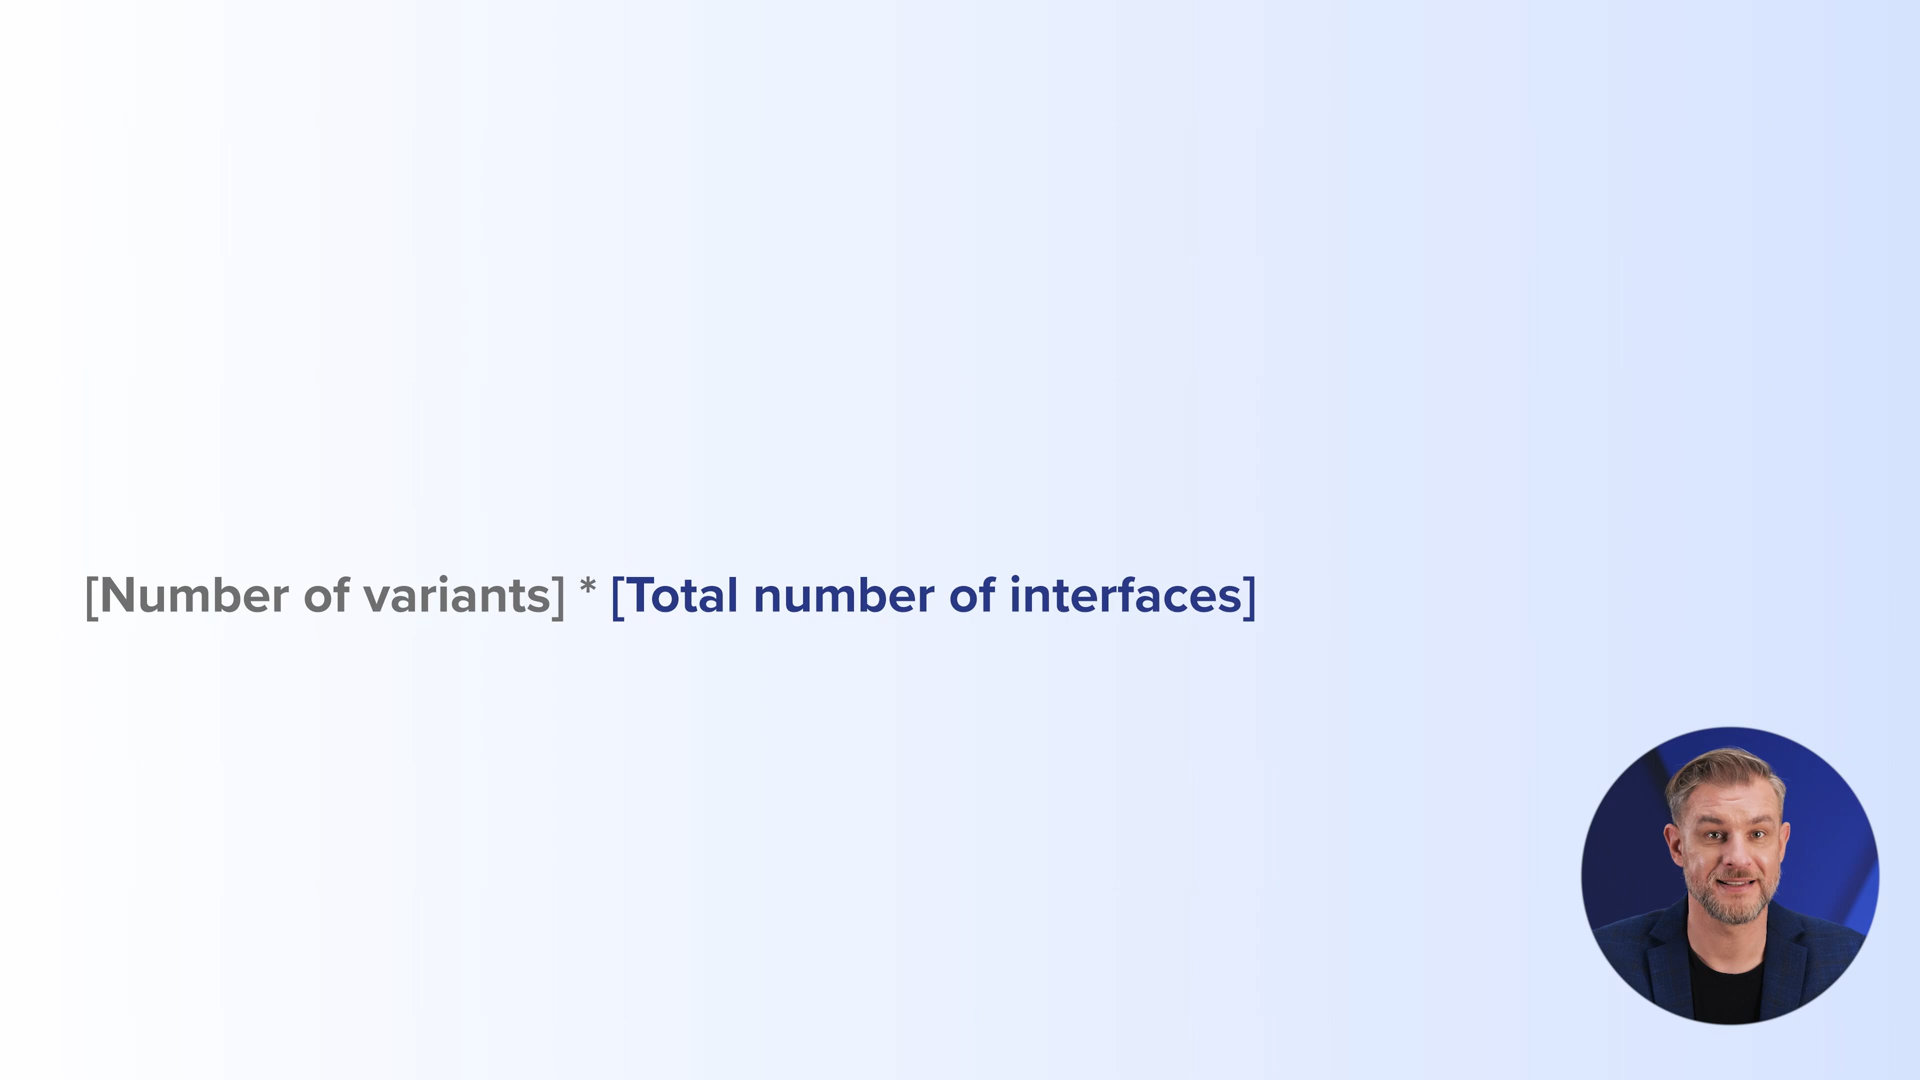 [Number of variants] * [Total number of interfaces]